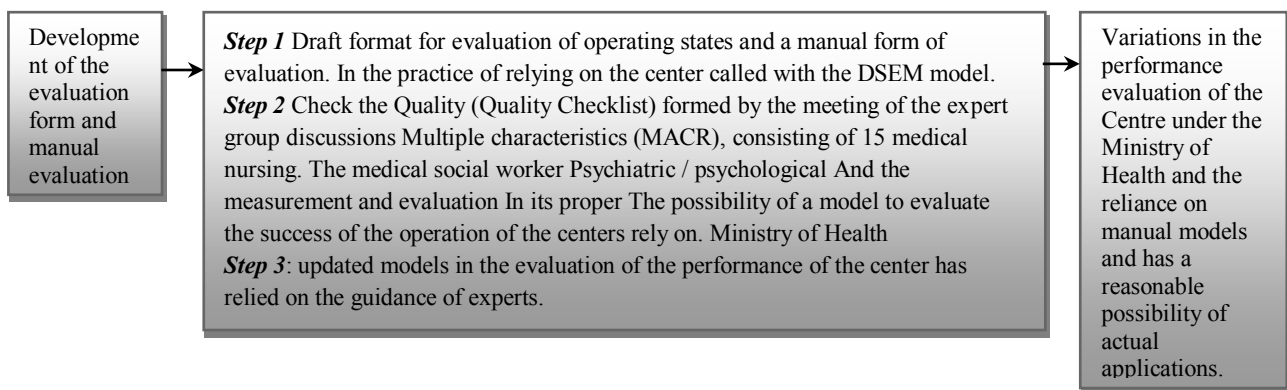 Developme
nt of the
evaluation
form and
manual
evaluation
Step 1 Draft format for evaluation of operating states and a manual form of
evaluation. In the practice of relying on the center called with the DSEM model.
Step 2 Check the Quality (Quality Checklist) formed by the meeting of the expert
group discussions Multiple characteristics (MACR), consisting of 15 medical
nursing. The medical social worker Psychiatric / psychological And the
measurement and evaluation In its proper The possibility of a model to evaluate
the success of the operation of the centers rely on. Ministry of Health
Step 3: updated models in the evaluation of the performance of the center has
relied on the guidance of experts.
Variations in the
performance
evaluation of the
Centre under the
Ministry of
Health and the
reliance on
manual models
and has a
reasonable
possibility of
actual
applications.